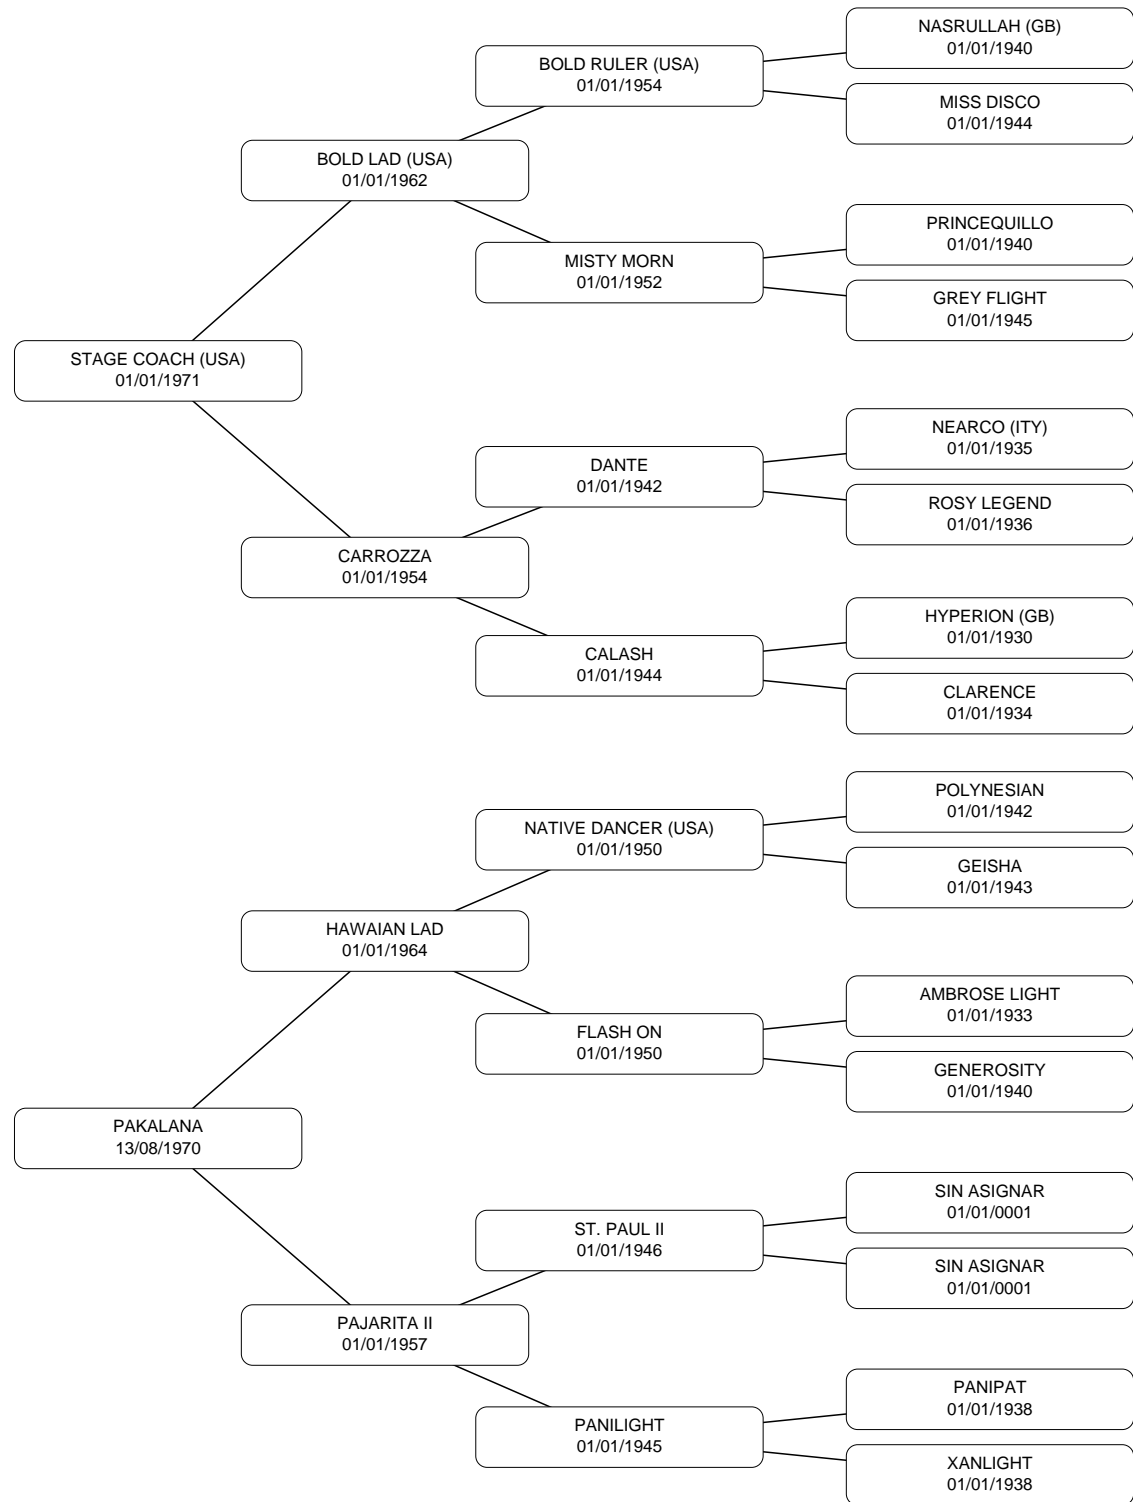 NASRULLAH (GB)
01/01/1940
BOLD RULER (USA)
01/01/1954
MISS DISCO
01/01/1944
BOLD LAD (USA)
01/01/1962
PRINCEQUILLO
01/01/1940
MISTY MORN
01/01/1952
GREY FLIGHT
01/01/1945
STAGE COACH (USA)
01/01/1971
NEARCO (ITY)
01/01/1935
DANTE
01/01/1942
ROSY LEGEND
01/01/1936
CARROZZA
01/01/1954
HYPERION (GB)
01/01/1930
CALASH
01/01/1944
CLARENCE
01/01/1934
POLYNESIAN
01/01/1942
NATIVE DANCER (USA)
01/01/1950
GEISHA
01/01/1943
HAWAIAN LAD
01/01/1964
AMBROSE LIGHT
01/01/1933
FLASH ON
01/01/1950
GENEROSITY
01/01/1940
PAKALANA
13/08/1970
SIN ASIGNAR
01/01/0001
ST. PAUL II
01/01/1946
SIN ASIGNAR
01/01/0001
PAJARITA II
01/01/1957
PANIPAT
01/01/1938
PANILIGHT
01/01/1945
XANLIGHT
01/01/1938